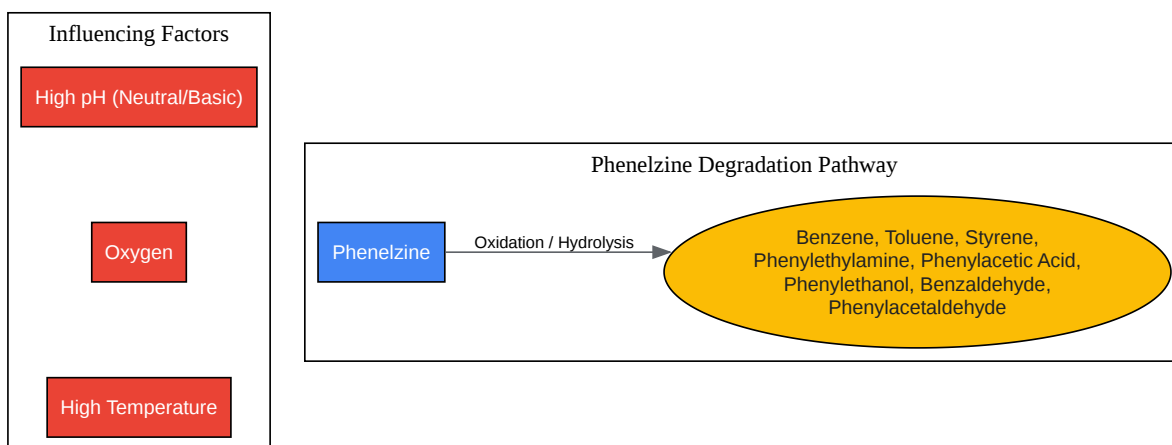 Influencing Factors
High pH (Neutral/Basic)
Oxygen
High Temperature
Phenelzine Degradation Pathway
Phenelzine
Oxidation / Hydrolysis
Benzene, Toluene, Styrene,
Phenylethylamine, Phenylacetic Acid,
Phenylethanol, Benzaldehyde,
Phenylacetaldehyde